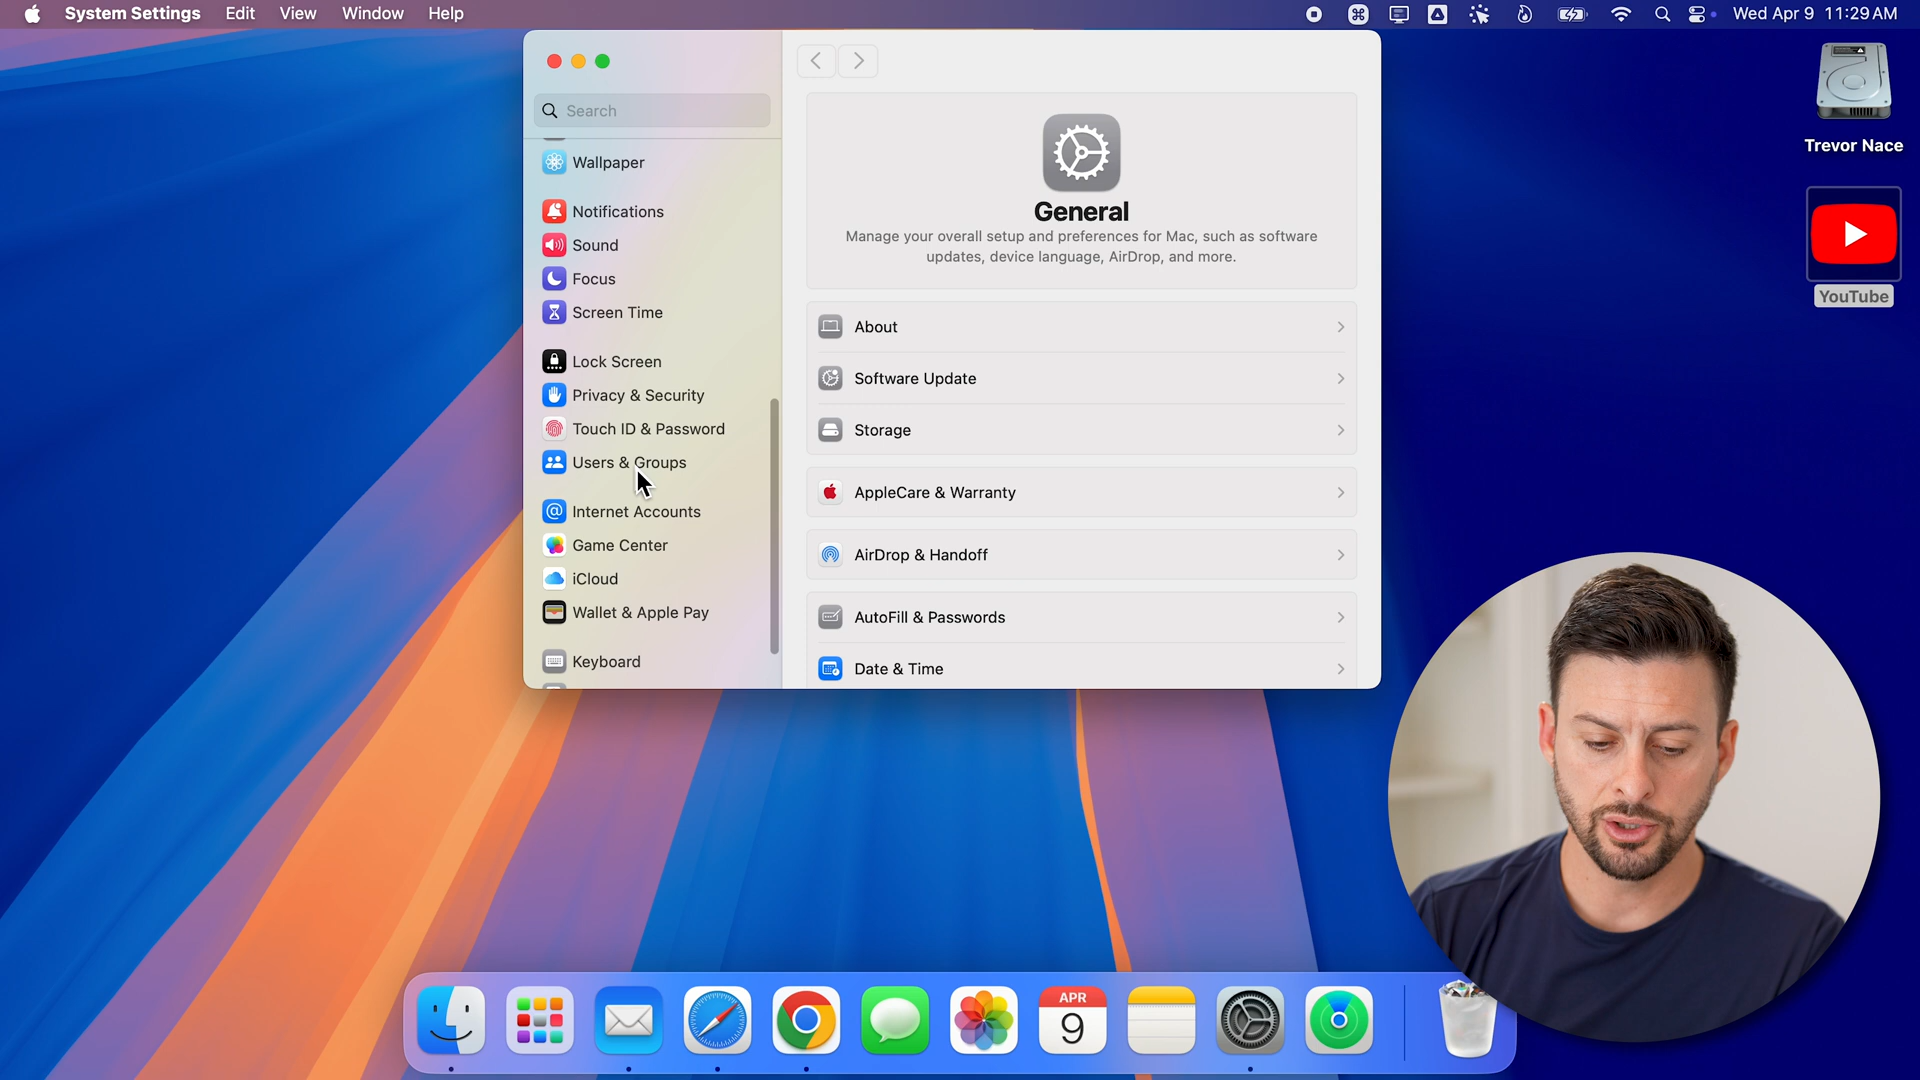 System Settings Edit View Window Help
Wed Apr 9 11:29 AM
Search
Wallpaper
Notifications
Sound
Focus
Screen Time
Lock Screen
Privacy & Security
Touch ID & Password
Users & Groups
Internet Accounts
Game Center
iCloud
Wallet & Apple Pay
Keyboard
General
Manage your overall setup and preferences for Mac, such as software
updates, device language, AirDrop, and more.
About
Software Update
Storage
AppleCare & Warranty
AirDrop & Handoff
AutoFill & Passwords
Date & Time
Trevor Nace
YouTube
APR
9